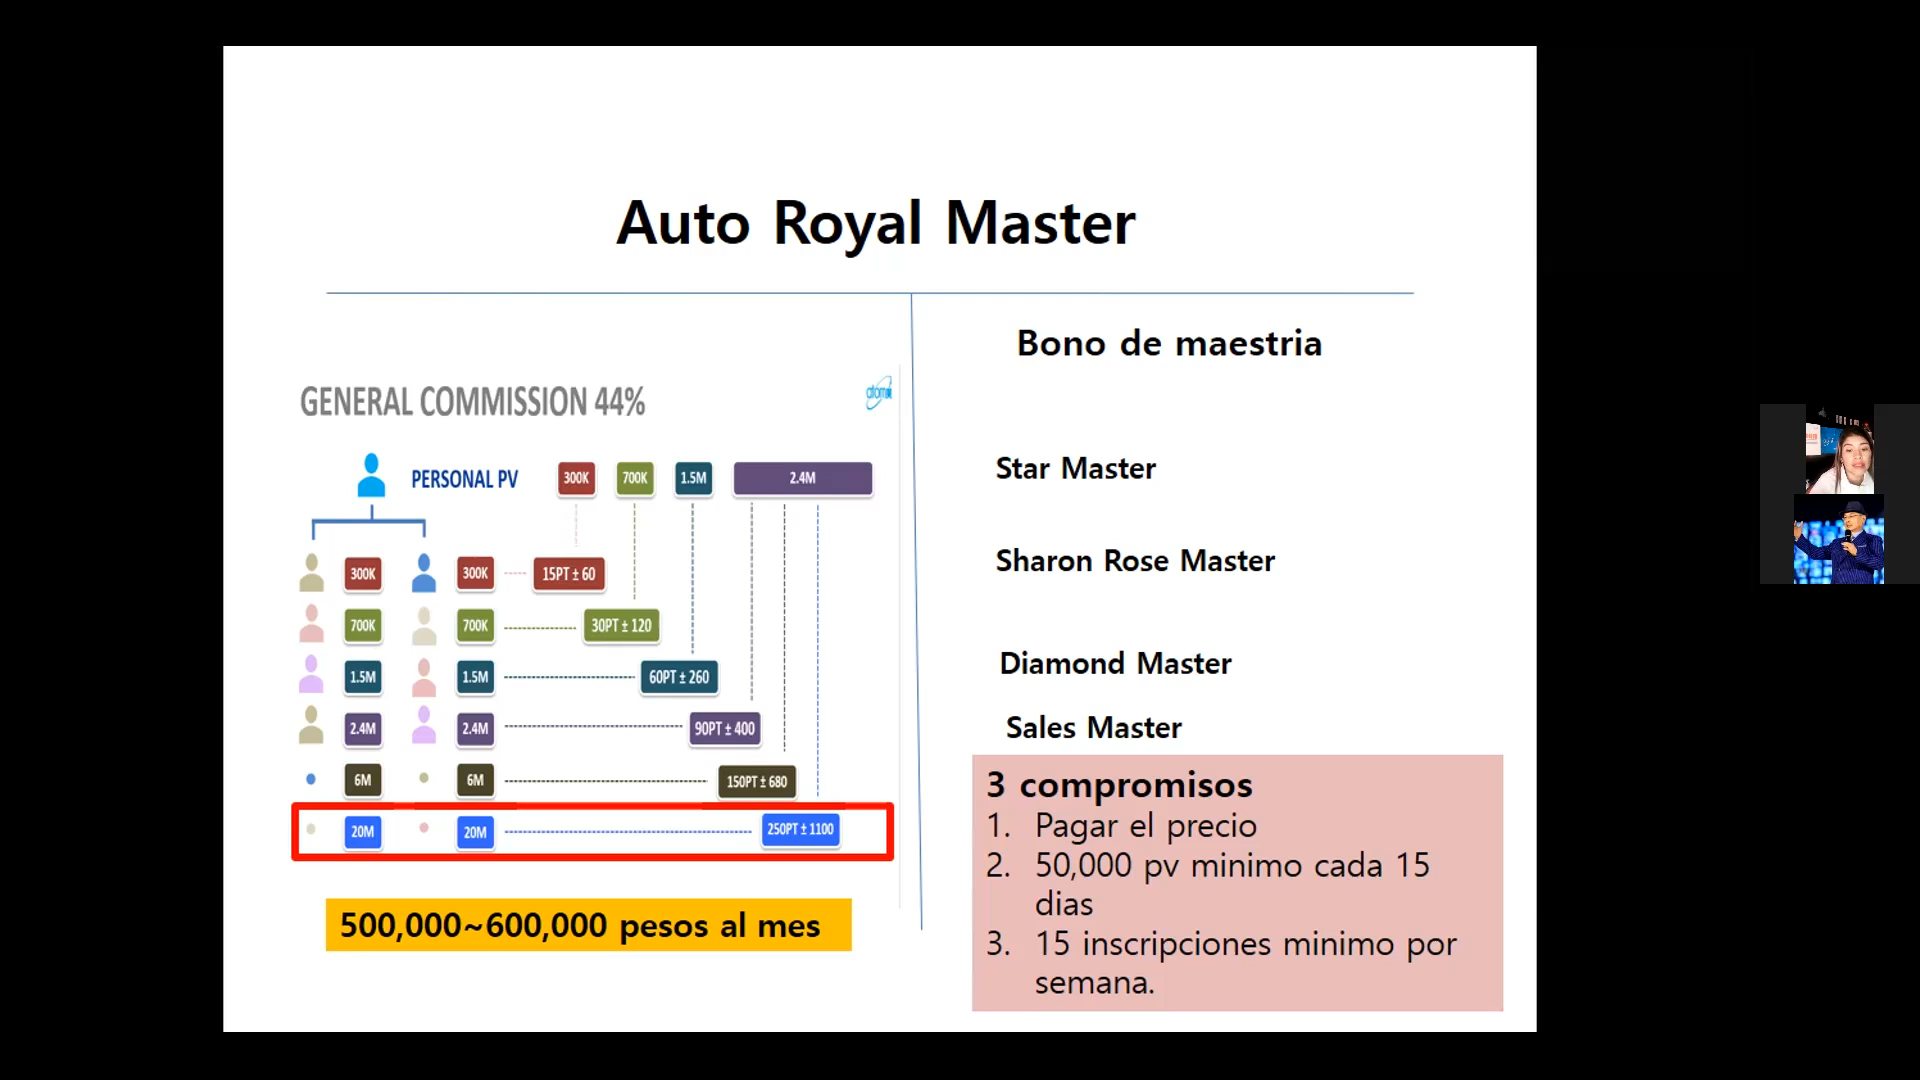 Auto Royal Master
GENERAL COMMISSION 44%
atomi
PERSONAL PV 300K 700K 1.5M 2.4M
300K 300K 15PT ± 60
700K 700K 30PT ± 120
1.5M 1.5M 60PT ± 260
2.4M 2.4M 90PT ± 400
6M 6M 150PT ± 680
20M 20M 250PT ± 1100
500,000~600,000 pesos al mes
Bono de maestria
Star Master
Sharon Rose Master
Diamond Master
Sales Master
3 compromisos
1. Pagar el precio
2. 50,000 pv minimo cada 15
dias
3. 15 inscripciones minimo por
semana.